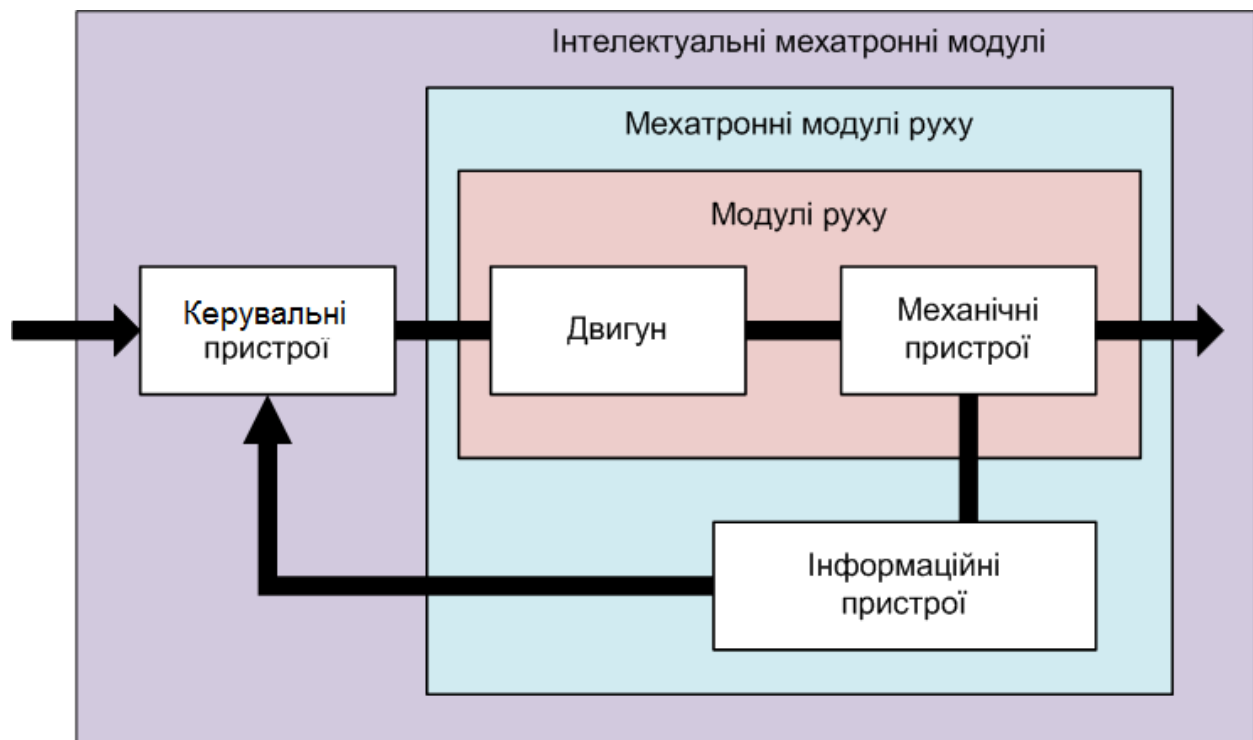 Інтелектуальні мехатронні модулі
Мехатронні модулі руху
Модулі руху
Керувальні
пристрої
Двигун
Механічні
пристрої
Інформаційні
пристрої